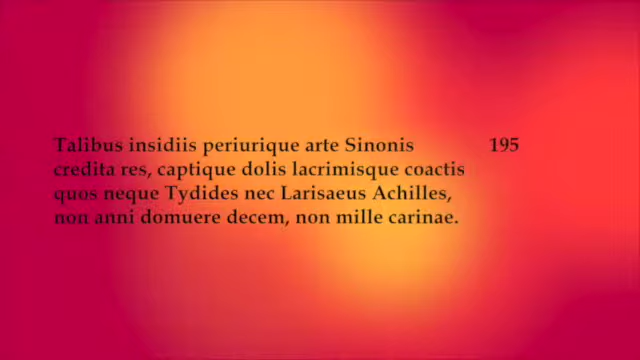 Talibus insidiis periurique arte Sinonis 195
credita res, captique dolis lacrimisque coactis
quos neque Tydides nec Larisaeus Achilles,
non anni domuere decem, non mille carinae.